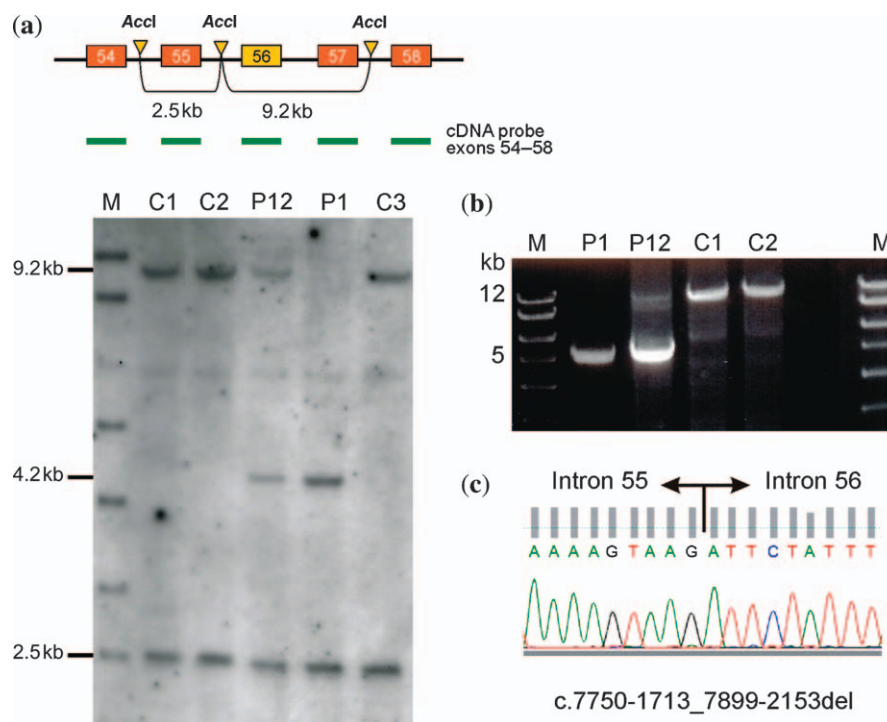 (a)
AccI AccI AccI
54 55 56 57 58
2.5kb 9.2kb
cDNA probe
exons 54–58
M C1 C2 P12 P1 C3
9.2kb
4.2kb
2.5kb
(b)
M P1 P12 C1 C2 M
kb
12
5
(c)
Intron 55 Intron 56
A A A A G T A A G A T T C T A T T T
c.7750-1713_7899-2153del